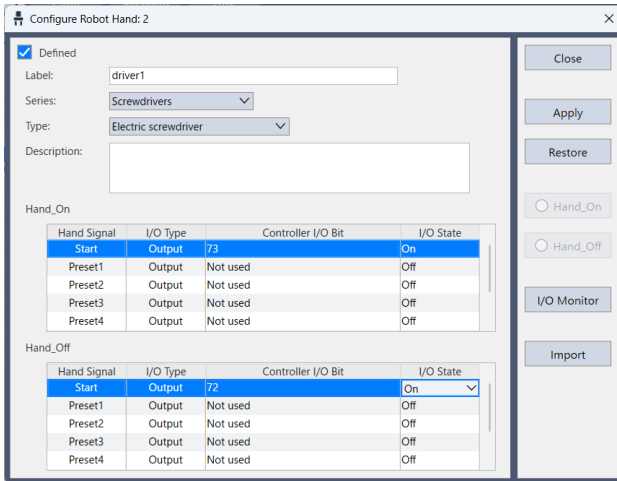 Configure Robot Hand: 2
Defined
Label: driver1
Series: Screwdrivers
Type: Electric screwdriver
Description:
Hand_On
Hand Signal I/O Type Controller I/O Bit I/O State
Start Output 73 On
Preset1 Output Not used Off
Preset2 Output Not used Off
Preset3 Output Not used Off
Preset4 Output Not used Off
Hand_Off
Hand Signal I/O Type Controller I/O Bit I/O State
Start Output 72 On
Preset1 Output Not used Off
Preset2 Output Not used Off
Preset3 Output Not used Off
Preset4 Output Not used Off
Close
Apply
Restore
Hand_On
Hand_Off
I/O Monitor
Import